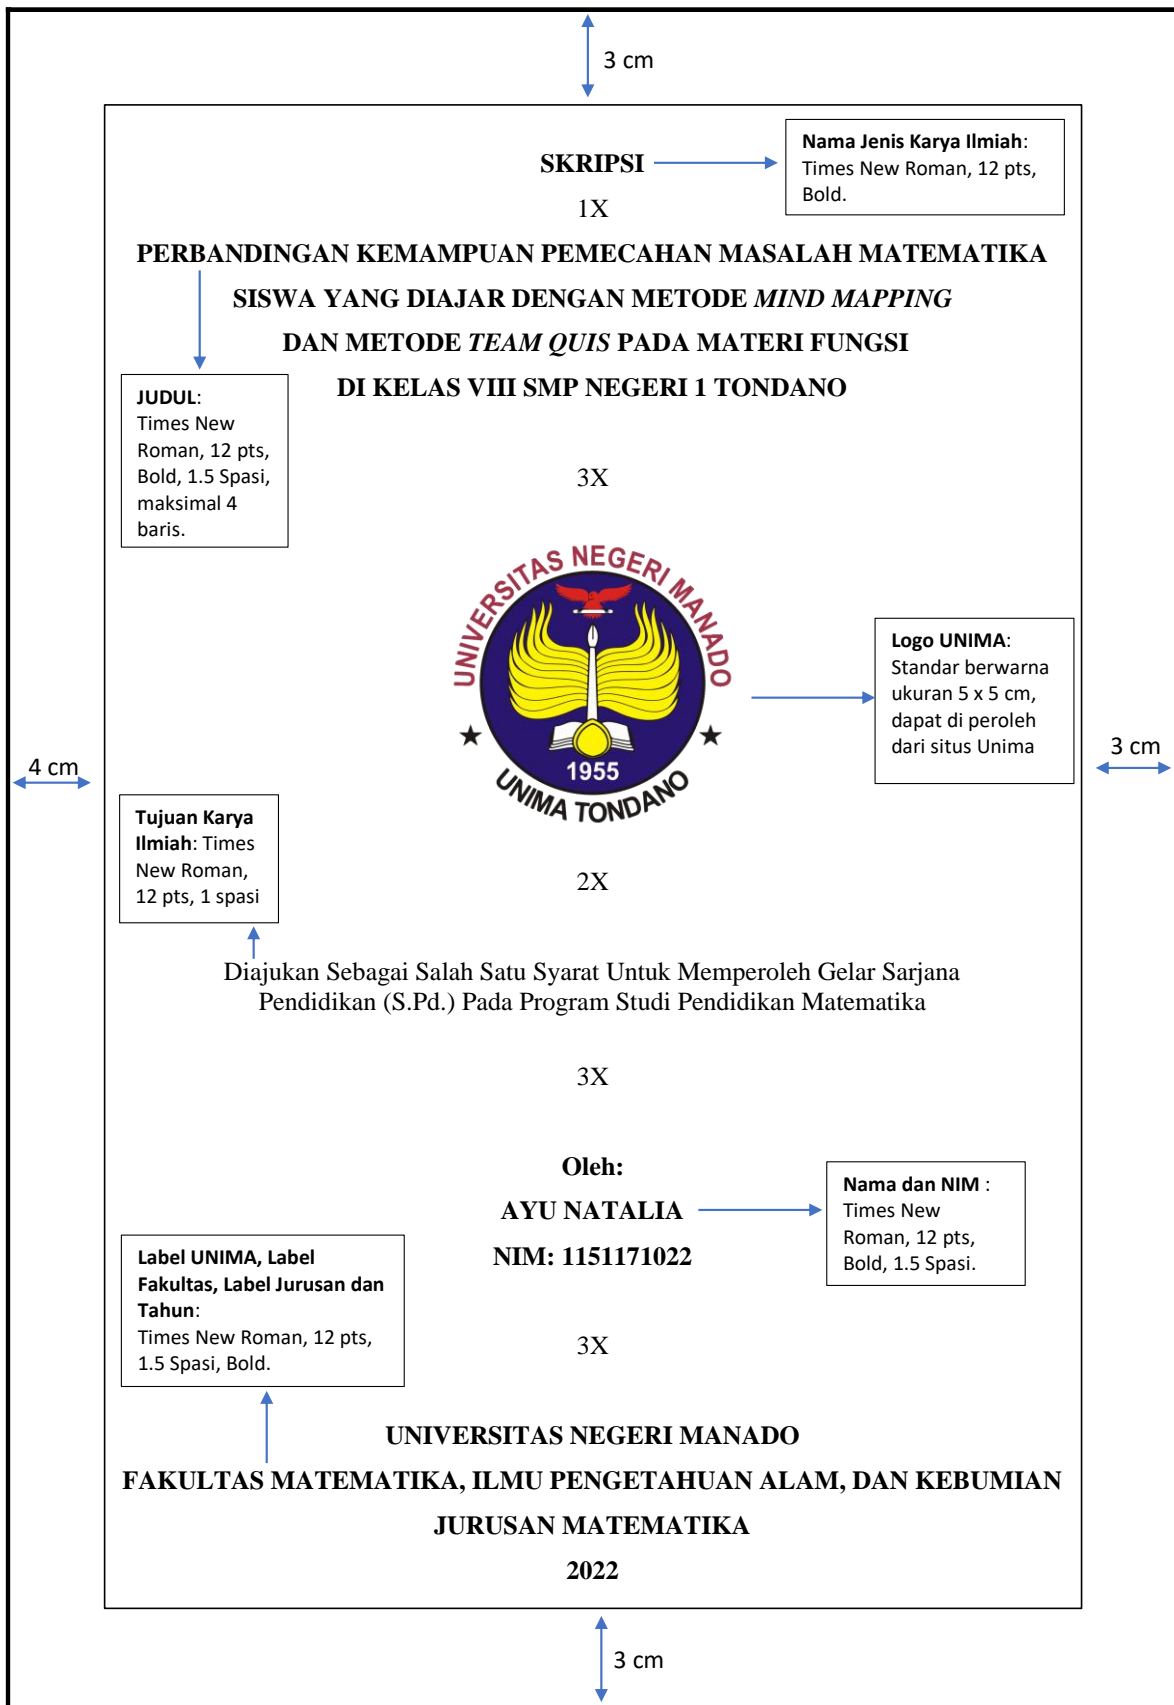 3 cm
SKRIPSI
Nama Jenis Karya Ilmiah:
Times New Roman, 12 pts,
Bold.
1X
PERBANDINGAN KEMAMPUAN PEMECAHAN MASALAH MATEMATIKA
SISWA YANG DIAJAR DENGAN METODE MIND MAPPING
DAN METODE TEAM QUIS PADA MATERI FUNGSI
DI KELAS VIII SMP NEGERI 1 TONDANO
JUDUL:
Times New
Roman, 12 pts,
Bold, 1.5 Spasi,
maksimal 4
baris.
3X
UNIVERSITAS NEGERI MANADO
1955
UNIMA TONDANO
Logo UNIMA:
Standar berwarna
ukuran 5 x 5 cm,
dapat di peroleh
dari situs Unima
4 cm
3 cm
Tujuan Karya
Ilmiah: Times
New Roman,
12 pts, 1 spasi
2X
Diajukan Sebagai Salah Satu Syarat Untuk Memperoleh Gelar Sarjana
Pendidikan (S.Pd.) Pada Program Studi Pendidikan Matematika
3X
Oleh:
AYU NATALIA
NIM: 1151171022
Nama dan NIM :
Times New
Roman, 12 pts,
Bold, 1.5 Spasi.
Label UNIMA, Label
Fakultas, Label Jurusan dan
Tahun:
Times New Roman, 12 pts,
1.5 Spasi, Bold.
3X
UNIVERSITAS NEGERI MANADO
FAKULTAS MATEMATIKA, ILMU PENGETAHUAN ALAM, DAN KEBUMIAN
JURUSAN MATEMATIKA
2022
3 cm